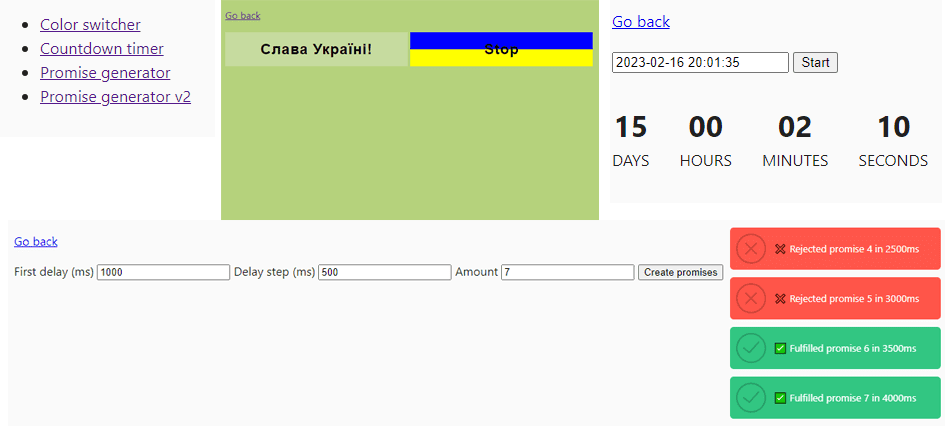 Color switcher
Countdown timer
Promise generator
Promise generator v2
Go back
Слава Україні! Stop
Go back
2023-02-16 20:01:35 Start
15 00 02 10
DAYS HOURS MINUTES SECONDS
Go back
First delay (ms) 1000 Delay step (ms) 500 Amount 7 Create promises
❌ Rejected promise 4 in 2500ms
❌ Rejected promise 5 in 3000ms
✅ Fulfilled promise 6 in 3500ms
✅ Fulfilled promise 7 in 4000ms